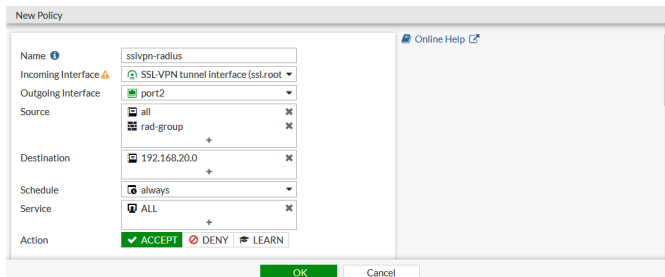 New Policy
Online Help
Name sslvpn-radius
Incoming Interface SSL-VPN tunnel interface (ssl.root
Outgoing Interface port2
Source all
rad-group
+
Destination 192.168.20.0
+
Schedule always
Service ALL
+
Action ACCEPT DENY LEARN
OK Cancel